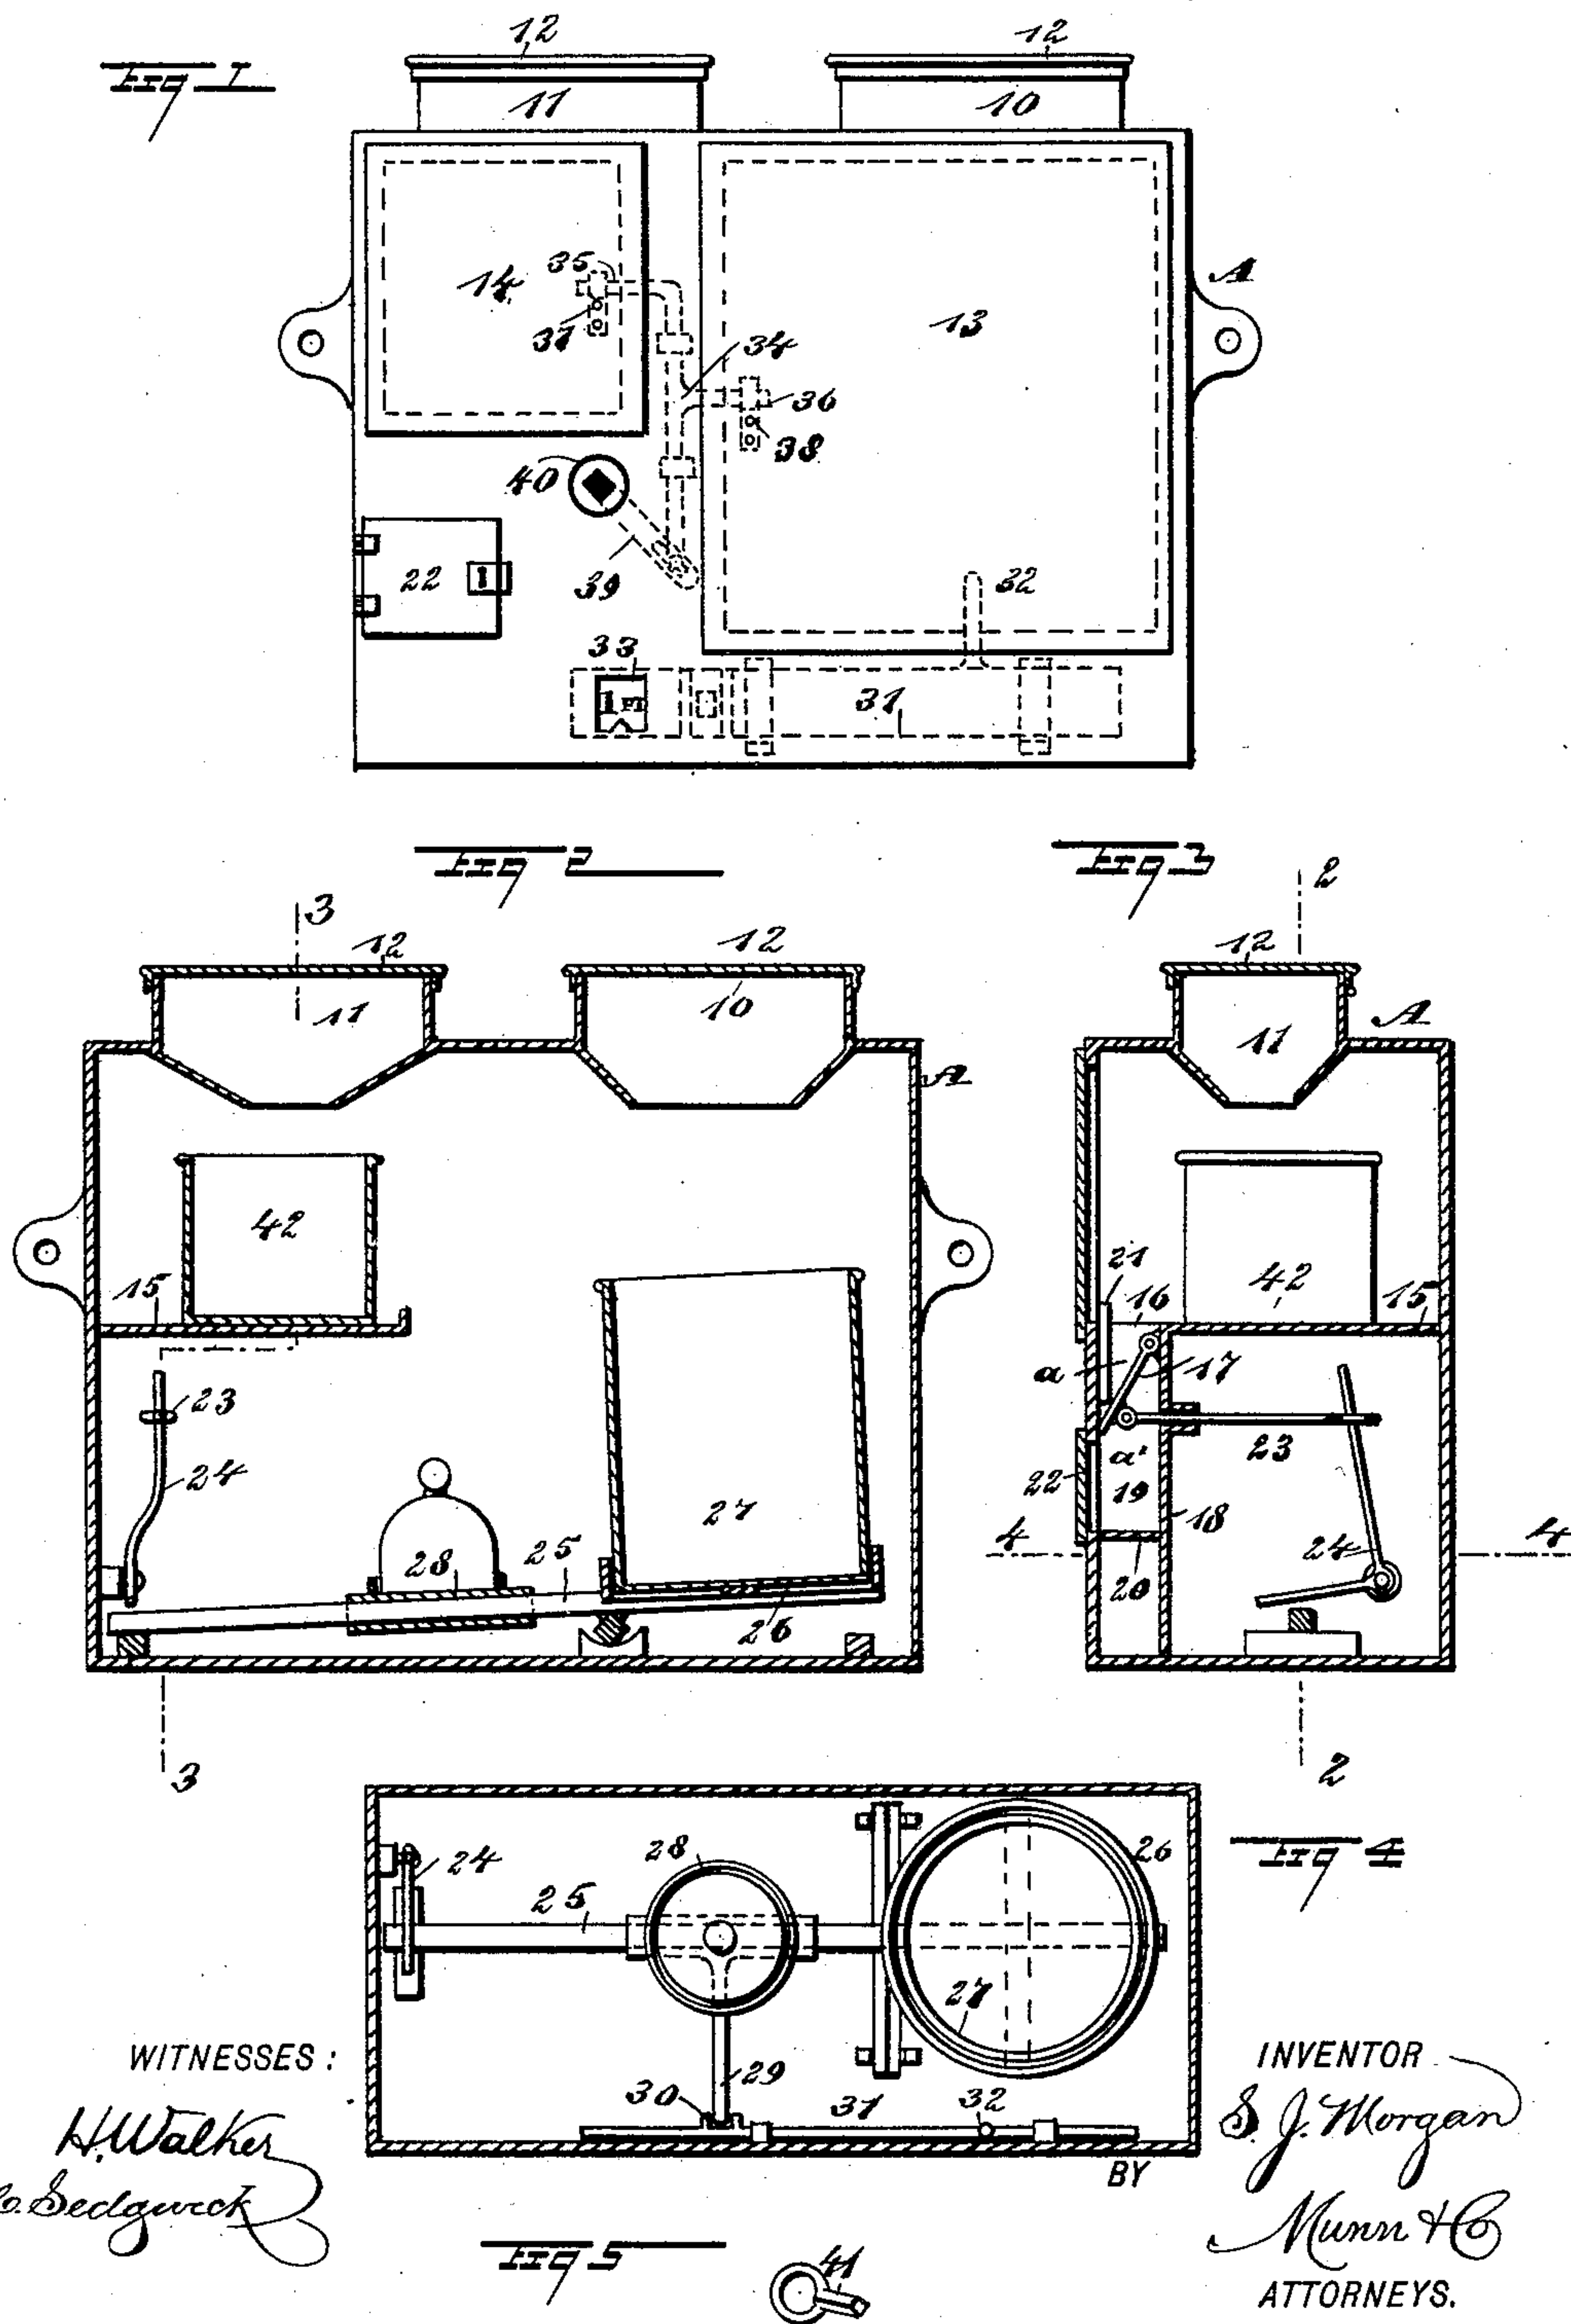 Fig 1
12 12
11 10
A
14 35
37 13
34
36
38
40
39
22
32
33
1 PT
31
Fig 2
Fig 3
3 2
12 12 12
11 10 11 A
A
42
15
21
16 42 15
a 17
23
24
23
a'
22 19
18
27
28 25
4 4
24
20
26
3 2
Fig 4
24 28 26
25
27
29
30 31 32
WITNESSES:
H. Walker
Sedgwick
INVENTOR
S. J. Morgan
BY
Munn & Co
ATTORNEYS.
Fig 5
41